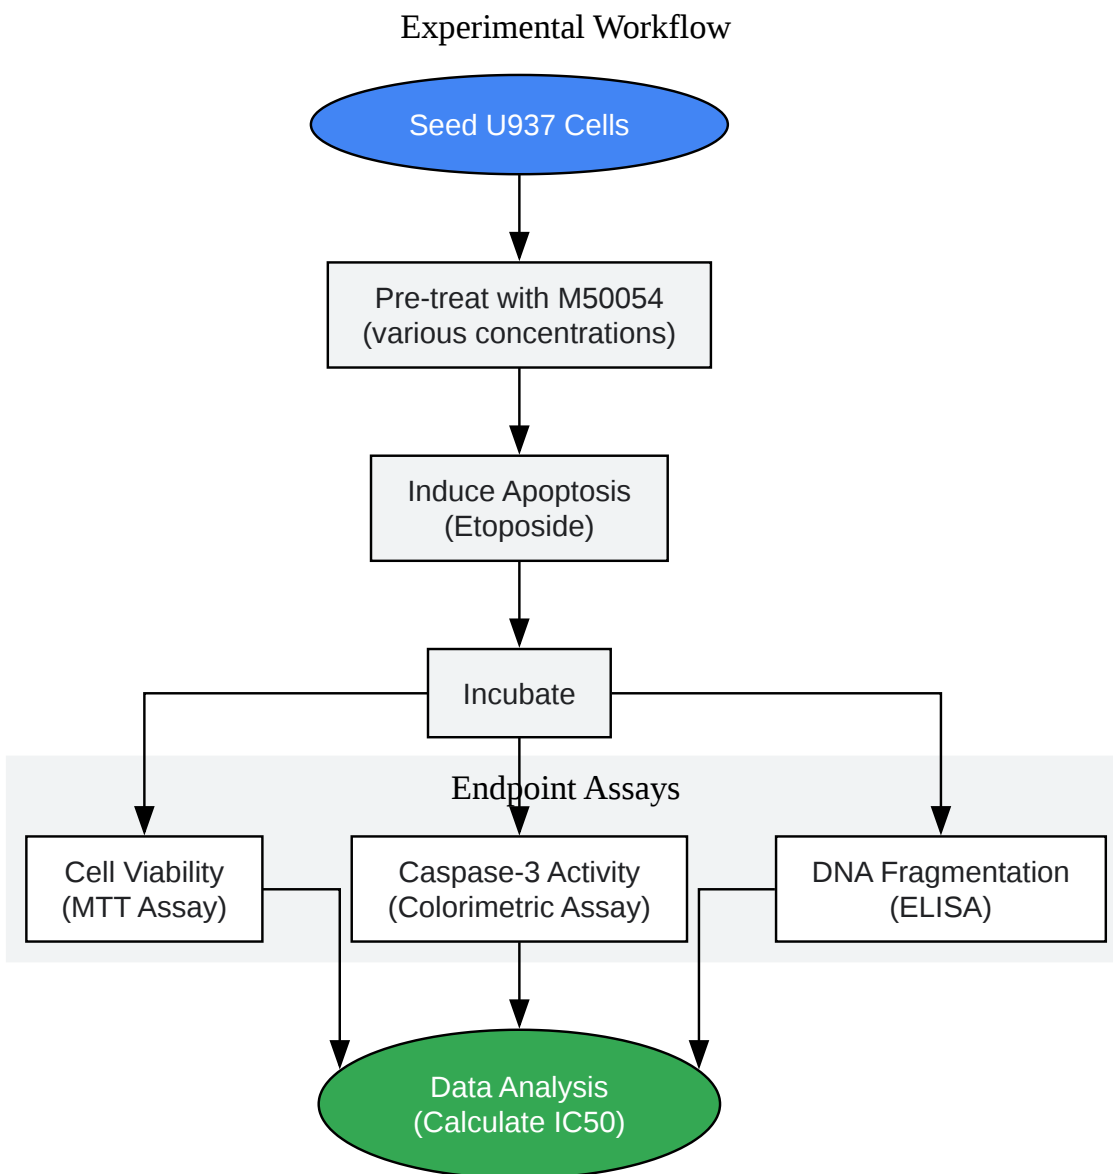 Experimental Workflow
Seed U937 Cells
Pre-treat with M50054
(various concentrations)
Induce Apoptosis
(Etoposide)
Incubate
Endpoint Assays
Cell Viability
(MTT Assay)
Caspase-3 Activity
(Colorimetric Assay)
DNA Fragmentation
(ELISA)
Data Analysis
(Calculate IC50)